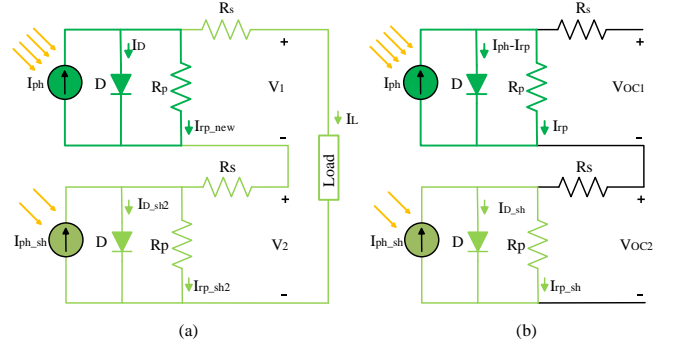 Rs
ID
+
Iph
D
Rp
V1
Irp_new
-
IL
Load
Rs
+
ID_sh2
Iph_sh
D
Rp
V2
Irp_sh2
-
(a)
Rs
+
Iph-Irp
Iph
D
Rp
VOC1
Irp
-
Rs
+
ID_sh
Iph_sh
D
Rp
VOC2
Irp_sh
-
(b)